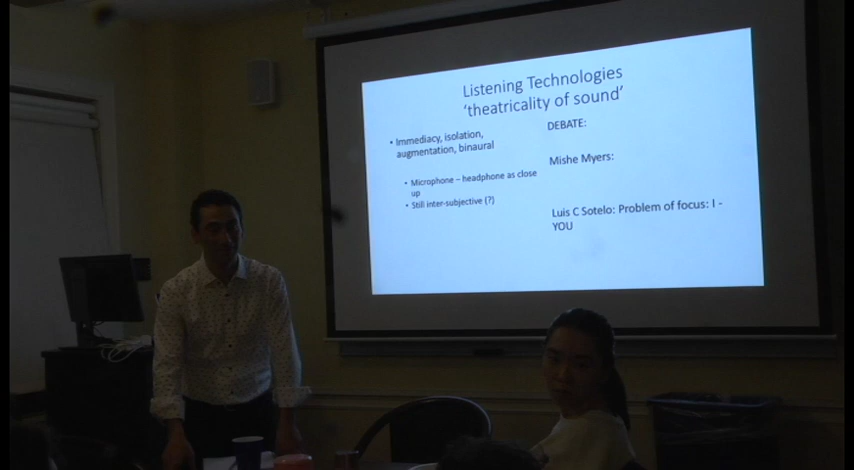 Listening Technologies
'theatricality of sound'
• Immediacy, isolation,
augmentation, binaural
• Microphone – headphone as close
up
• Still inter-subjective (?)
DEBATE:
Mishe Myers:
Luis C Sotelo: Problem of focus: I -
YOU